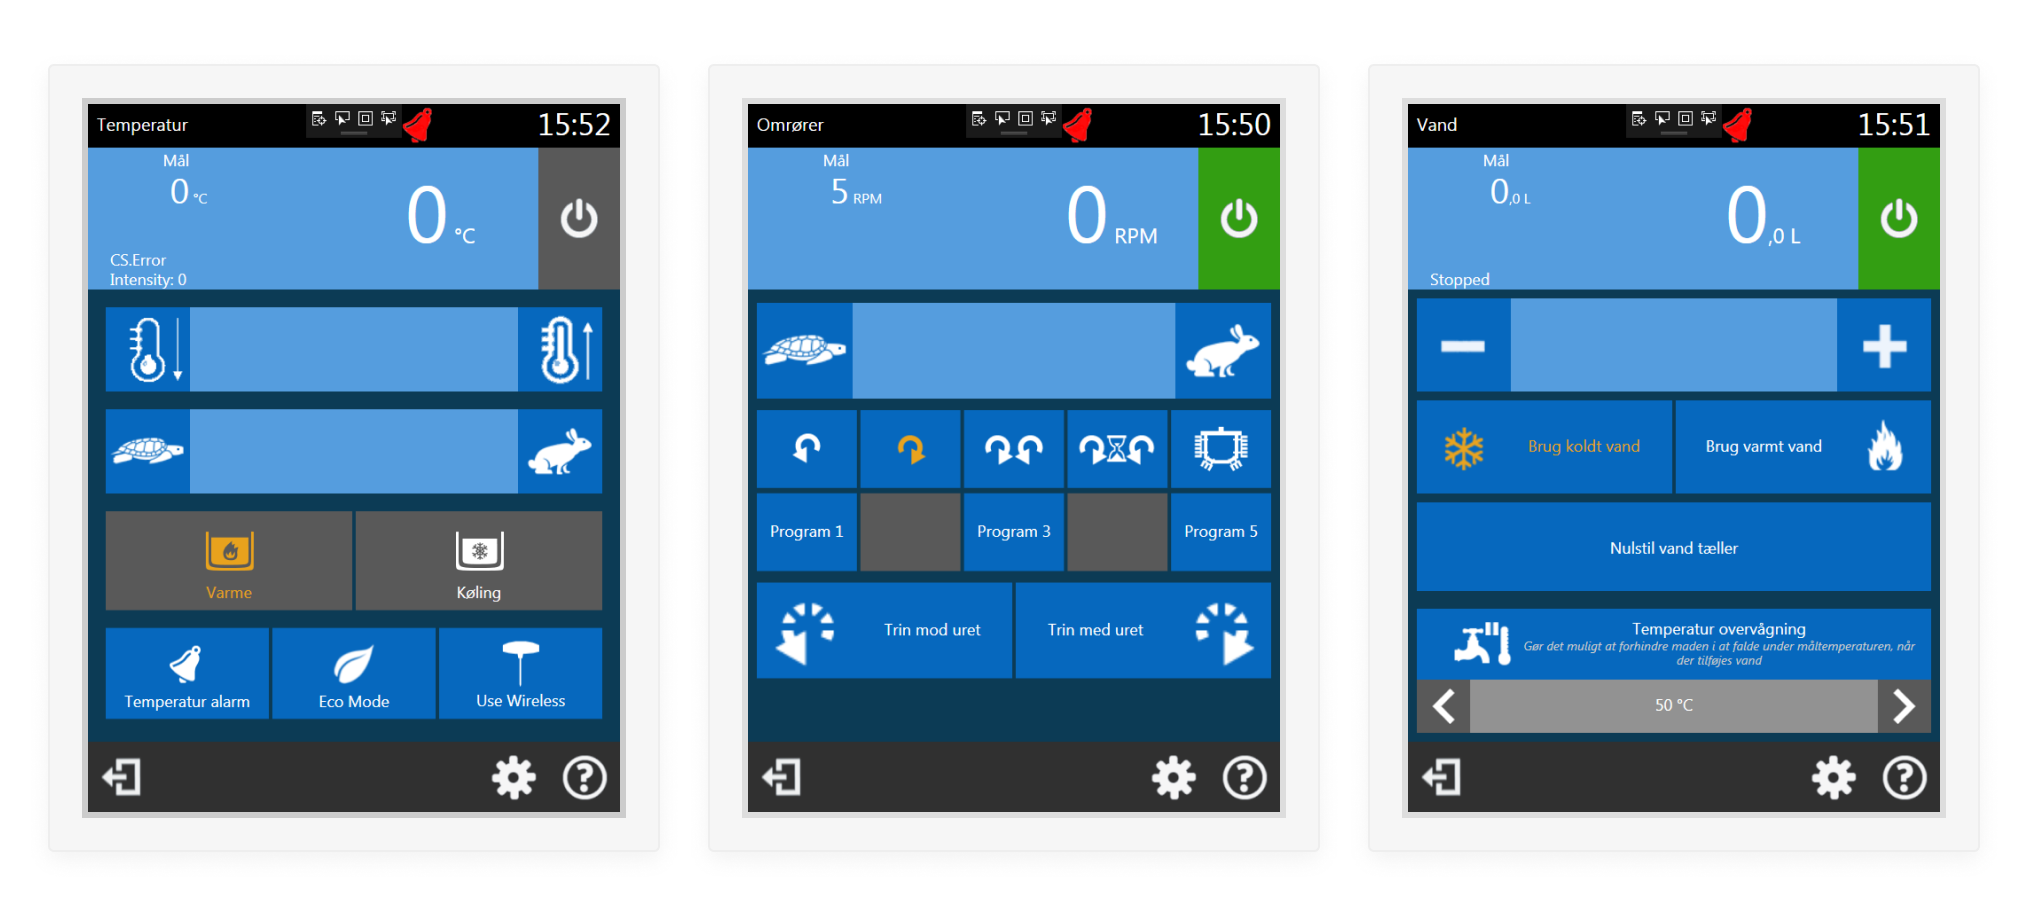 Temperatur
15:52
Mål
0 °C
0 °C
CS.Error
Intensity: 0
Varme
Køling
Temperatur alarm
Eco Mode
Use Wireless
?
Omrører
15:50
Mål
5 RPM
0 RPM
Program 1
Program 3
Program 5
Trin mod uret
Trin med uret
?
Vand
15:51
Mål
0,0 L
0,0 L
Stopped
Brug koldt vand
Brug varmt vand
Nulstil vand tæller
Temperatur overvågning
Gør det muligt at forhindre maden i at falde under måltemperaturen, når
der tilføjes vand
50 °C
?